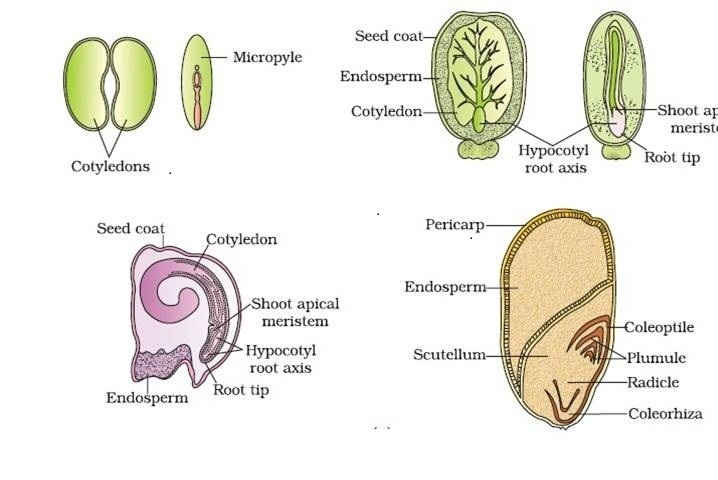 Micropyle
Cotyledons
Seed coat
Endosperm
Cotyledon
Hypocotyl
root axis
Shoot ap
merist
Root tip
Seed coat
Cotyledon
Shoot apical
meristem
Hypocotyl
root axis
Root tip
Endosperm
Pericarp
Endosperm
Scutellum
Coleoptile
Plumule
Radicle
Coleorhiza